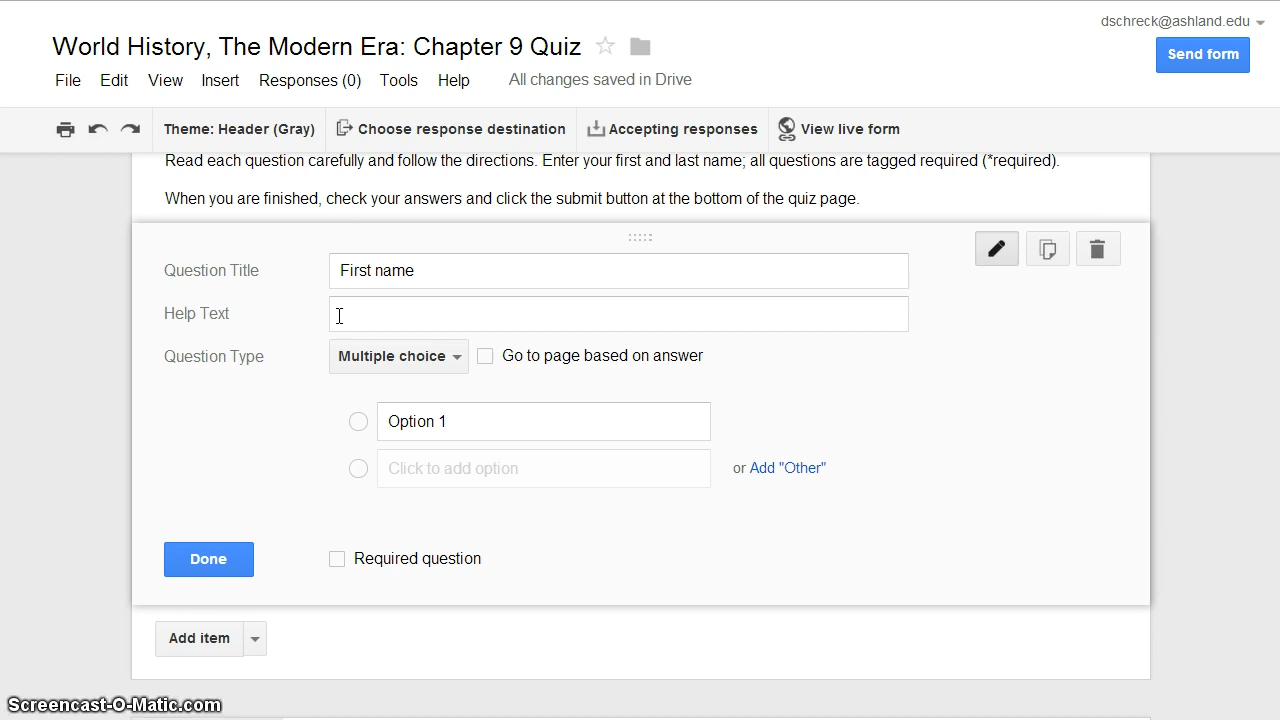 dschreck@ashland.edu
World History, The Modern Era: Chapter 9 Quiz
Send form
File Edit View Insert Responses (0) Tools Help All changes saved in Drive
Theme: Header (Gray) Choose response destination Accepting responses View live form
Read each question carefully and follow the directions. Enter your first and last name; all questions are tagged required (*required).
When you are finished, check your answers and click the submit button at the bottom of the quiz page.
Question Title First name
Help Text
Question Type Multiple choice Go to page based on answer
Option 1
Click to add option or Add "Other"
Done Required question
Add item
Screencast-O-Matic.com